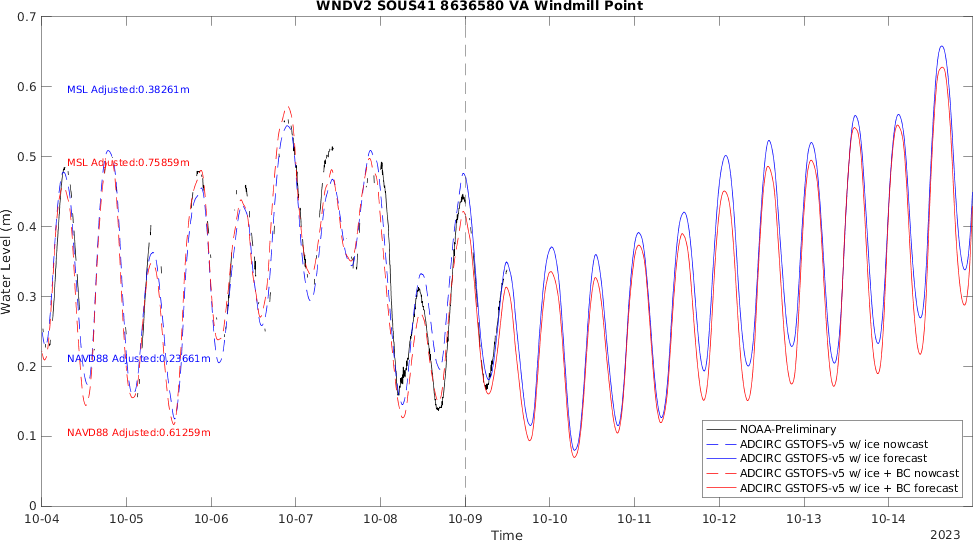 WNDV2 SOUS41 8636580 VA Windmill Point
0.7
0.6
0.5
0.4
0.3
0.2
0.1
0
Water Level (m)
MSL Adjusted:0.38261m
MSL Adjusted:0.75859m
NAVD88 Adjusted:0.23661m
NAVD88 Adjusted:0.61259m
NOAA-Preliminary
ADCIRC GSTOFS-v5 w/ ice nowcast
ADCIRC GSTOFS-v5 w/ ice forecast
ADCIRC GSTOFS-v5 w/ ice + BC nowcast
ADCIRC GSTOFS-v5 w/ ice + BC forecast
10-04 10-05 10-06 10-07 10-08 10-09 10-10 10-11 10-12 10-13 10-14
Time
2023